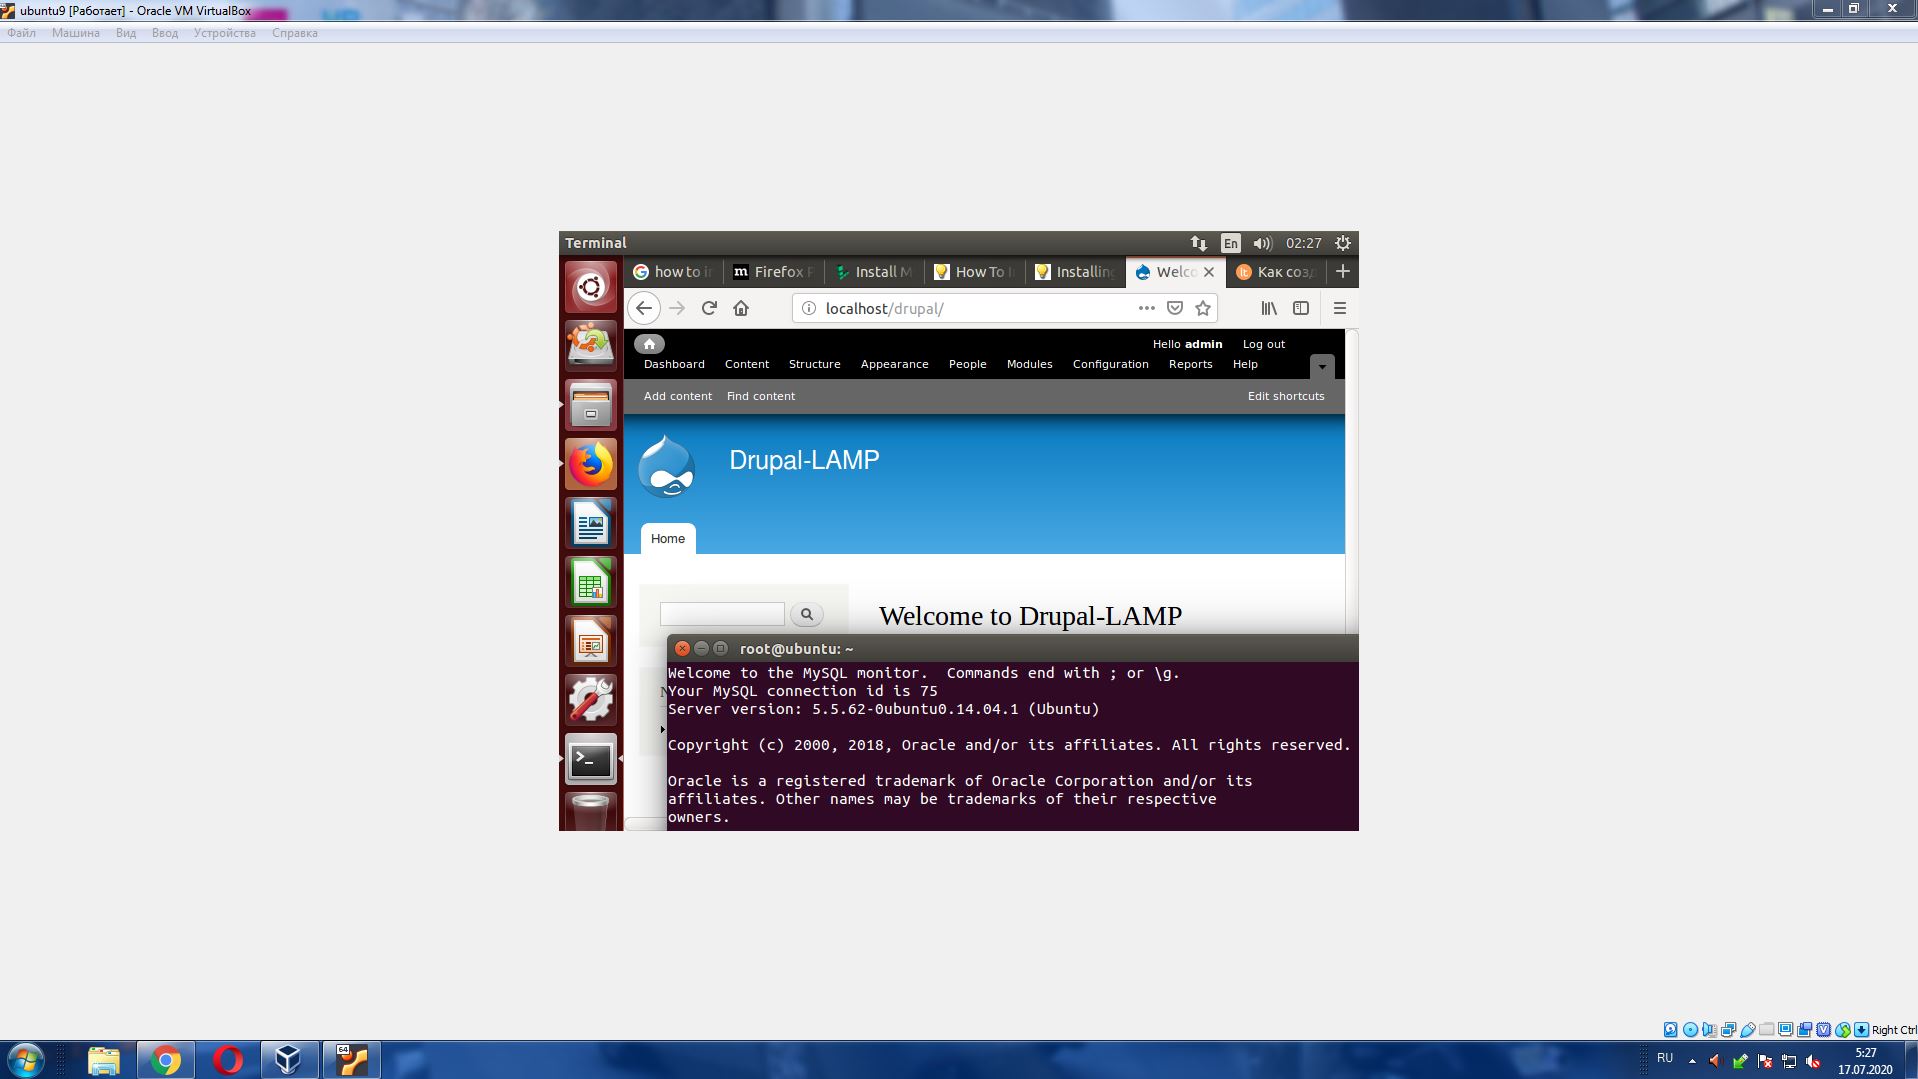 ubuntu9 [Работает] - Oracle VM VirtualBox
Файл Машина Вид Ввод Устройства Справка
Terminal En 02:27
how to Firefox Install How To Installing Welco Как созд
localhost/drupal/
Hello admin Log out
Dashboard Content Structure Appearance People Modules Configuration Reports Help
Add content Find content Edit shortcuts
Drupal-LAMP
Home
Welcome to Drupal-LAMP
root@ubuntu: ~
Welcome to the MySQL monitor.  Commands end with ; or \g.
Your MySQL connection id is 75
Server version: 5.5.62-0ubuntu0.14.04.1 (Ubuntu)
Copyright (c) 2000, 2018, Oracle and/or its affiliates. All rights reserved.
Oracle is a registered trademark of Oracle Corporation and/or its
affiliates. Other names may be trademarks of their respective
owners.
Right Ctrl
64
RU 5:27
17.07.2020